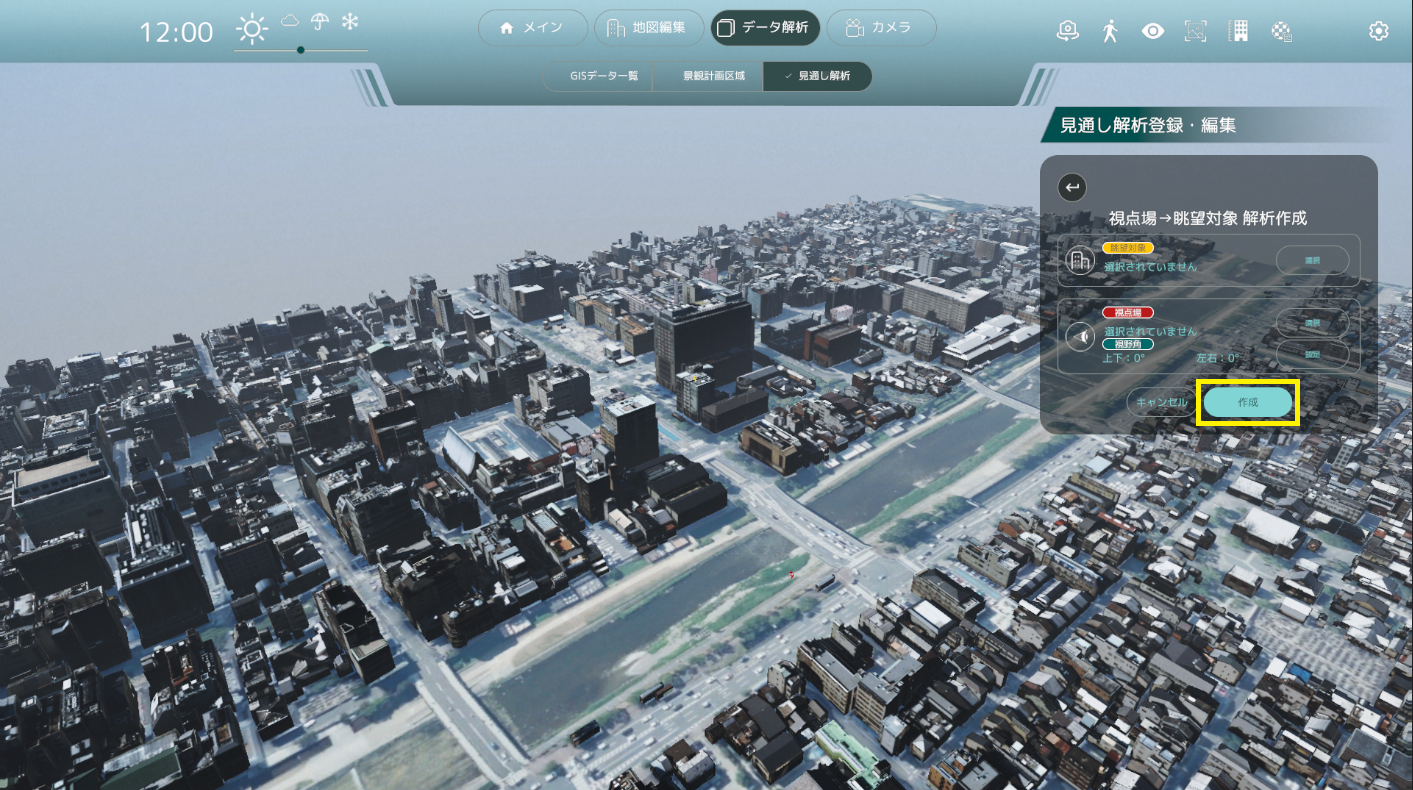 12:00
メイン
地図編集
データ解析
カメラ
GISデータ一覧
景観計画区域
✓ 見通し解析
見通し解析登録・編集
視点場→眺望対象 解析作成
眺望対象
選択されていません
選択
視点場
選択されていません
選択
視野角
上下：0°
左右：0°
設定
キャンセル
作成